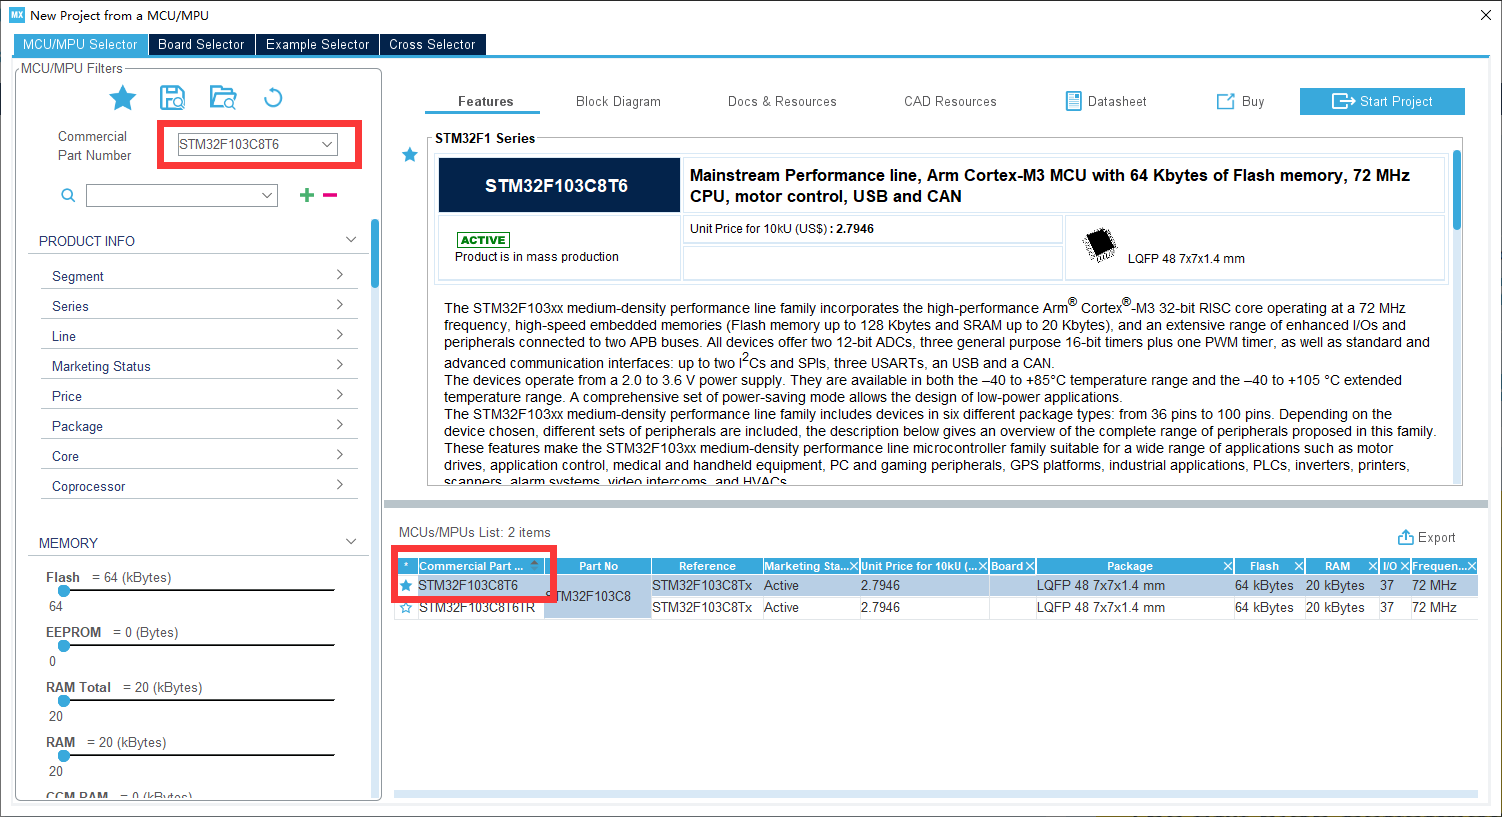 MX New Project from a MCU/MPU
MCU/MPU Selector Board Selector Example Selector Cross Selector
MCU/MPU Filters
Commercial
Part Number
STM32F103C8T6
PRODUCT INFO
Segment
Series
Line
Marketing Status
Price
Package
Core
Coprocessor
MEMORY
Flash = 64 (kBytes)
64
EEPROM = 0 (Bytes)
0
RAM Total = 20 (kBytes)
20
RAM = 20 (kBytes)
20
CCM RAM = 0 (kBytes)
Features Block Diagram Docs & Resources CAD Resources Datasheet Buy Start Project
STM32F1 Series
STM32F103C8T6
Mainstream Performance line, Arm Cortex-M3 MCU with 64 Kbytes of Flash memory, 72 MHz
CPU, motor control, USB and CAN
ACTIVE
Product is in mass production
Unit Price for 10kU (US$) : 2.7946
LQFP 48 7x7x1.4 mm
The STM32F103xx medium-density performance line family incorporates the high-performance Arm® Cortex®-M3 32-bit RISC core operating at a 72 MHz
frequency, high-speed embedded memories (Flash memory up to 128 Kbytes and SRAM up to 20 Kbytes), and an extensive range of enhanced I/Os and
peripherals connected to two APB buses. All devices offer two 12-bit ADCs, three general purpose 16-bit timers plus one PWM timer, as well as standard and
advanced communication interfaces: up to two I2Cs and SPIs, three USARTs, an USB and a CAN.
The devices operate from a 2.0 to 3.6 V power supply. They are available in both the –40 to +85°C temperature range and the –40 to +105 °C extended
temperature range. A comprehensive set of power-saving mode allows the design of low-power applications.
The STM32F103xx medium-density performance line family includes devices in six different package types: from 36 pins to 100 pins. Depending on the
device chosen, different sets of peripherals are included, the description below gives an overview of the complete range of peripherals proposed in this family.
These features make the STM32F103xx medium-density performance line microcontroller family suitable for a wide range of applications such as motor
drives, application control, medical and handheld equipment, PC and gaming peripherals, GPS platforms, industrial applications, PLCs, inverters, printers,
scanners, alarm systems, video intercoms, and HVACs.
MCUs/MPUs List: 2 items
Export
* Commercial Part ... Part No Reference Marketing Sta... Unit Price for 10kU (... Board Package Flash RAM I/O Frequen...
STM32F103C8T6 STM32F103C8 STM32F103C8Tx Active 2.7946 LQFP 48 7x7x1.4 mm 64 kBytes 20 kBytes 37 72 MHz
STM32F103C8T6TR STM32F103C8Tx Active 2.7946 LQFP 48 7x7x1.4 mm 64 kBytes 20 kBytes 37 72 MHz